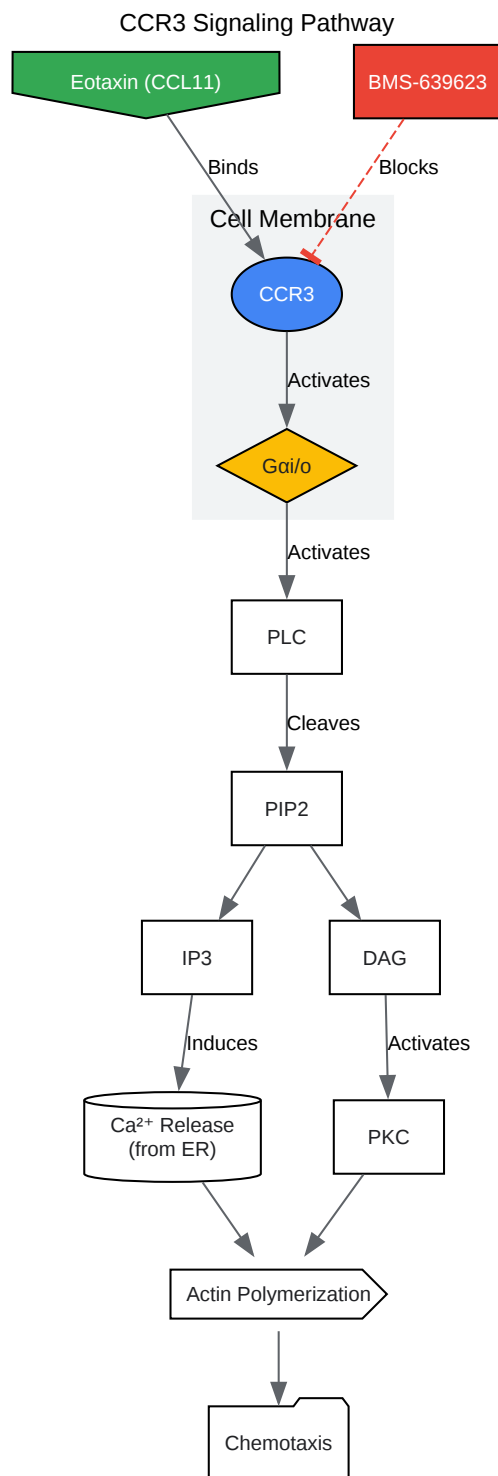 CCR3 Signaling Pathway
Eotaxin (CCL11)
BMS-639623
Binds
Blocks
Cell Membrane
CCR3
Activates
Gαi/o
Activates
PLC
Cleaves
PIP2
IP3
DAG
Induces
Activates
Ca²⁺ Release
(from ER)
PKC
Actin Polymerization
Chemotaxis